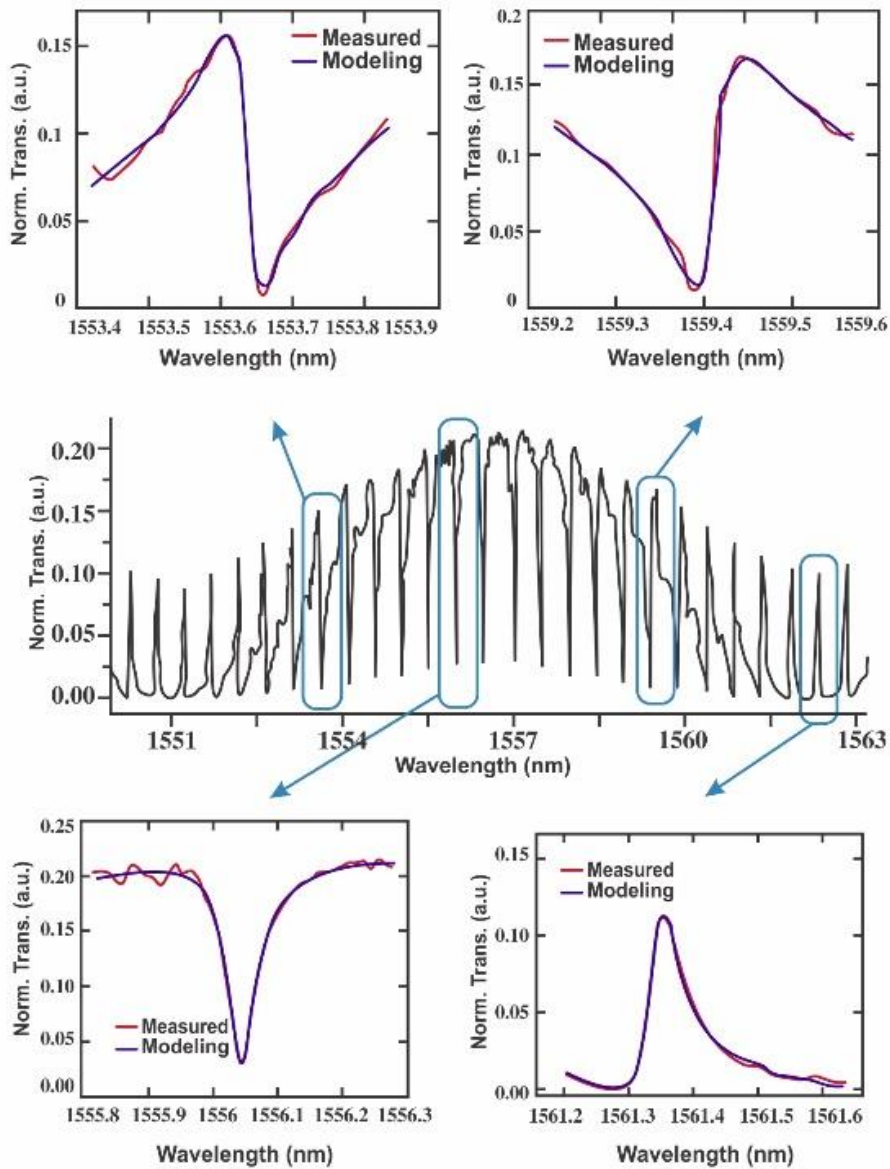 Norm. Trans. (a.u.)
0.15
0.1
0.05
0
Measured
Modeling
1553.4 1553.5 1553.6 1553.7 1553.8 1553.9
Wavelength (nm)
Norm. Trans. (a.u.)
0.2
0.15
0.1
0.05
0
Measured
Modeling
1559.2 1559.3 1559.4 1559.5 1559.6
Wavelength (nm)
Norm. Trans. (a.u.)
0.20
0.15
0.10
0.05
0.00
1551 1554 1557 1560 1563
Wavelength (nm)
Norm. Trans. (a.u.)
0.25
0.20
0.15
0.10
0.05
0.00
Measured
Modeling
1555.8 1555.9 1556 1556.1 1556.2 1556.3
Wavelength (nm)
Norm. Trans. (a.u.)
0.15
0.10
0.05
0.00
Measured
Modeling
1561.2 1561.3 1561.4 1561.5 1561.6
Wavelength (nm)